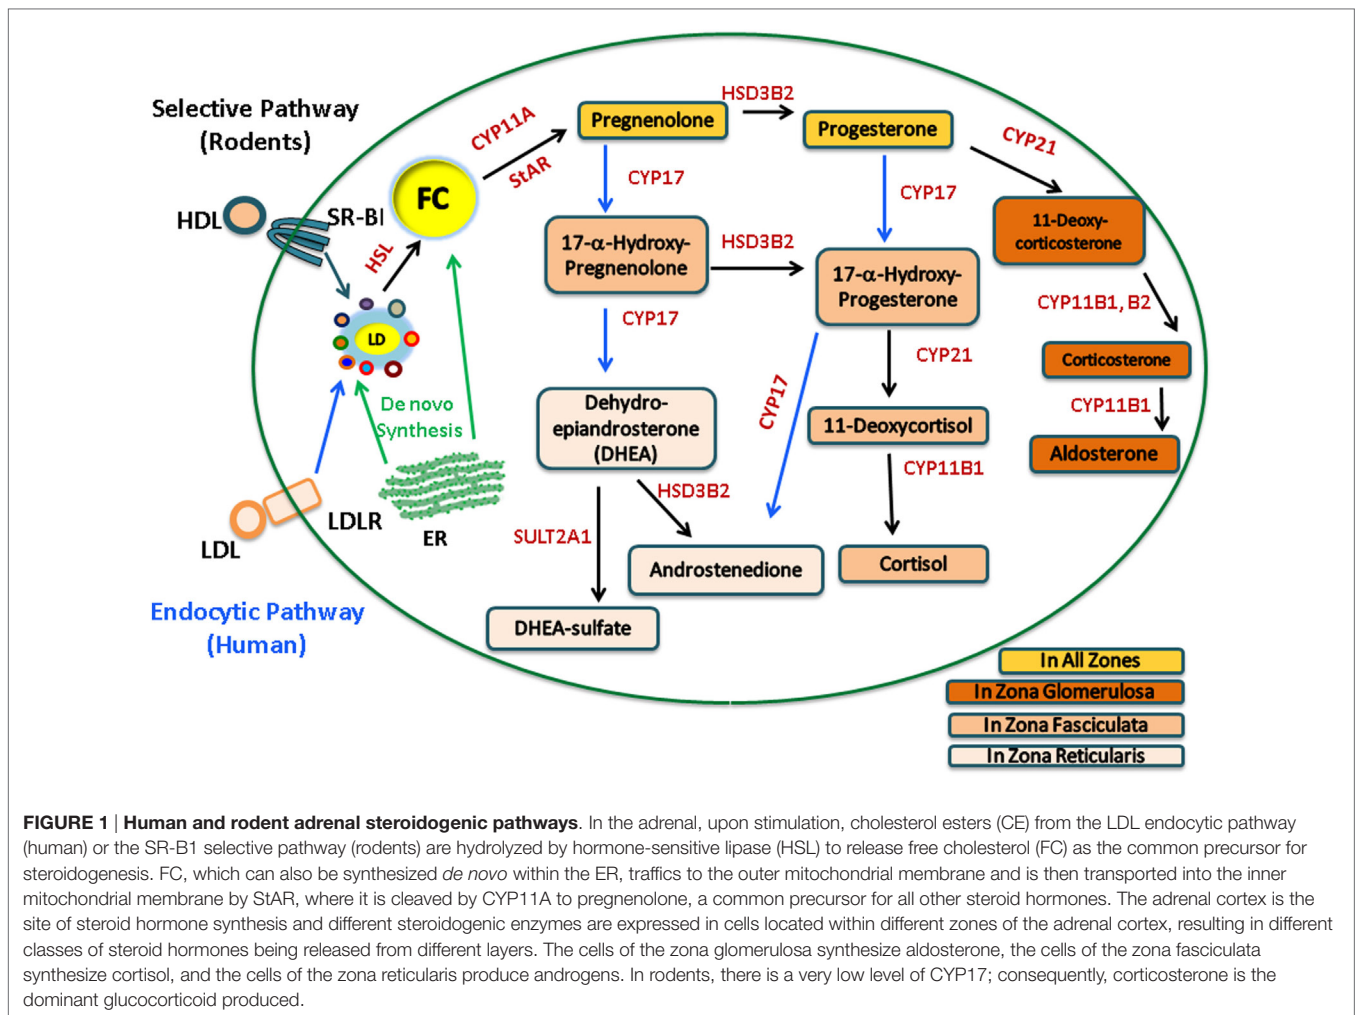 Selective Pathway
(Rodents)
HDL
SR-BI
FC
HSL
LD
CYP11A
StAR
Pregnenolone
HSD3B2
Progesterone
CYP21
CYP17
CYP17
11-Deoxy-
corticosterone
17-α-Hydroxy-
Pregnenolone
HSD3B2
17-α-Hydroxy-
Progesterone
CYP11B1, B2
CYP17
CYP21
Corticosterone
CYP17
CYP11B1
De novo
Synthesis
Dehydro-
epiandrosterone
(DHEA)
11-Deoxycortisol
Aldosterone
CYP11B1
HSD3B2
LDLR
ER
LDL
SULT2A1
Androstenedione
Cortisol
Endocytic Pathway
(Human)
DHEA-sulfate
In All Zones
In Zona Glomerulosa
In Zona Fasciculata
In Zona Reticularis
FIGURE 1 | Human and rodent adrenal steroidogenic pathways. In the adrenal, upon stimulation, cholesterol esters (CE) from the LDL endocytic pathway
(human) or the SR-B1 selective pathway (rodents) are hydrolyzed by hormone-sensitive lipase (HSL) to release free cholesterol (FC) as the common precursor for
steroidogenesis. FC, which can also be synthesized de novo within the ER, traffics to the outer mitochondrial membrane and is then transported into the inner
mitochondrial membrane by StAR, where it is cleaved by CYP11A to pregnenolone, a common precursor for all other steroid hormones. The adrenal cortex is the
site of steroid hormone synthesis and different steroidogenic enzymes are expressed in cells located within different zones of the adrenal cortex, resulting in different
classes of steroid hormones being released from different layers. The cells of the zona glomerulosa synthesize aldosterone, the cells of the zona fasciculata
synthesize cortisol, and the cells of the zona reticularis produce androgens. In rodents, there is a very low level of CYP17; consequently, corticosterone is the
dominant glucocorticoid produced.